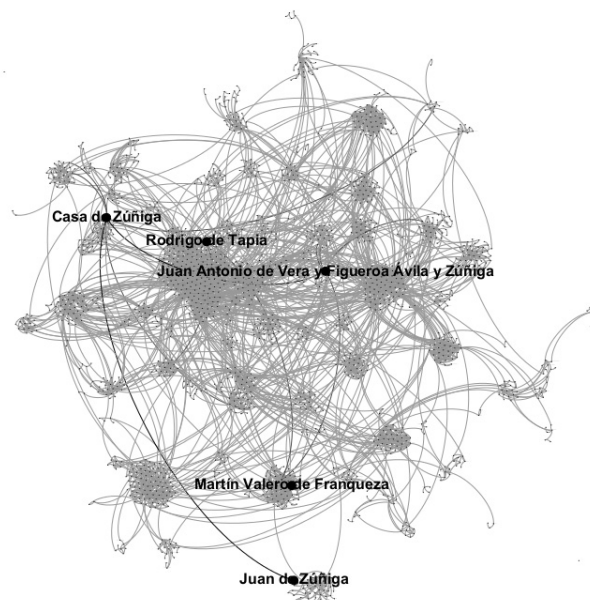 Casa de Zúñiga
Rodrigo de Tapia
Juan Antonio de Vera y Figueroa Ávila y Zúñiga
Martín Valero de Franqueza
Juan de Zúñiga